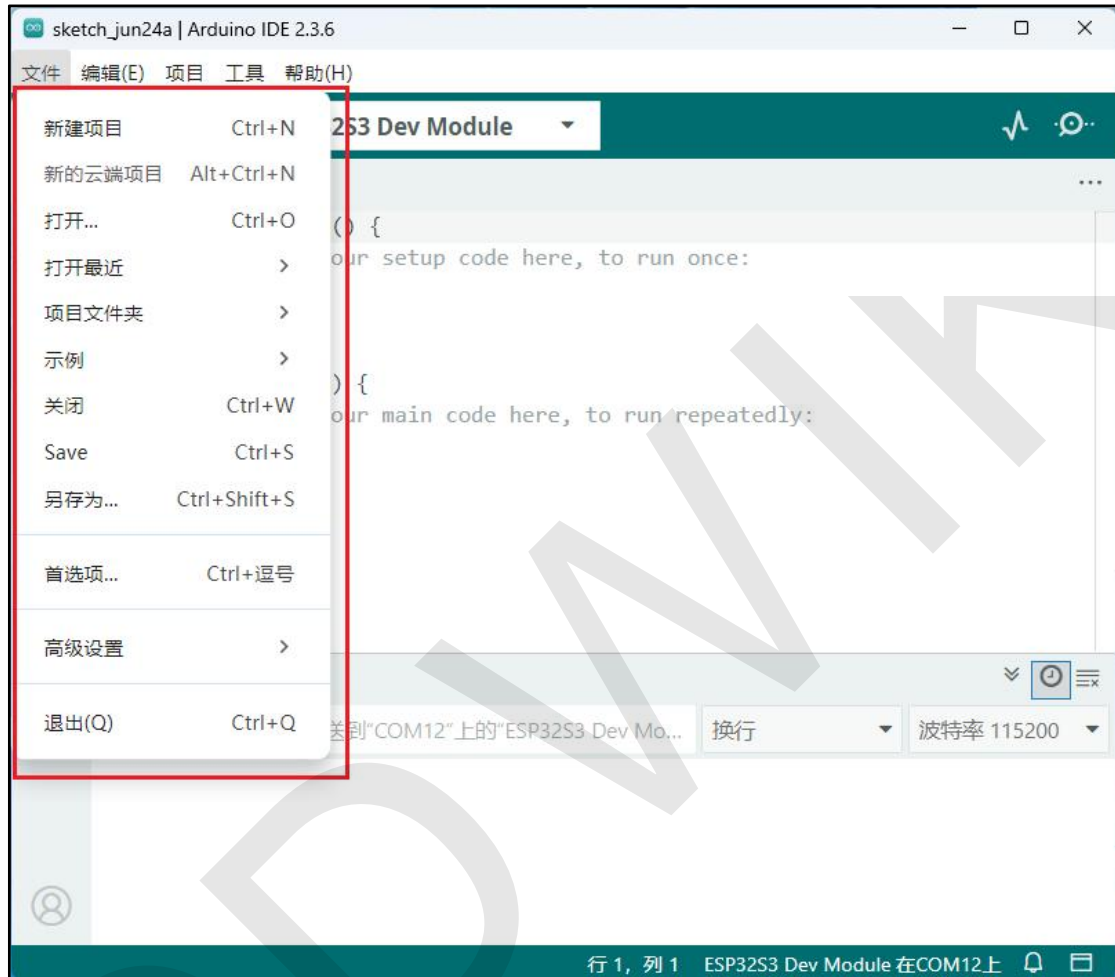 sketch_jun24a | Arduino IDE 2.3.6
文件 编辑(E) 项目 工具 帮助(H)
2S3 Dev Module
新建项目 Ctrl+N
新的云端项目 Alt+Ctrl+N
打开... Ctrl+O
打开最近
项目文件夹
示例
关闭 Ctrl+W
Save Ctrl+S
另存为... Ctrl+Shift+S
首选项... Ctrl+逗号
高级设置
退出(Q) Ctrl+Q
() {
our setup code here, to run once:
) {
our main code here, to run repeatedly:
送到"COM12"上的"ESP32S3 Dev Mo... 换行 波特率 115200
行 1，列 1 ESP32S3 Dev Module 在COM12上